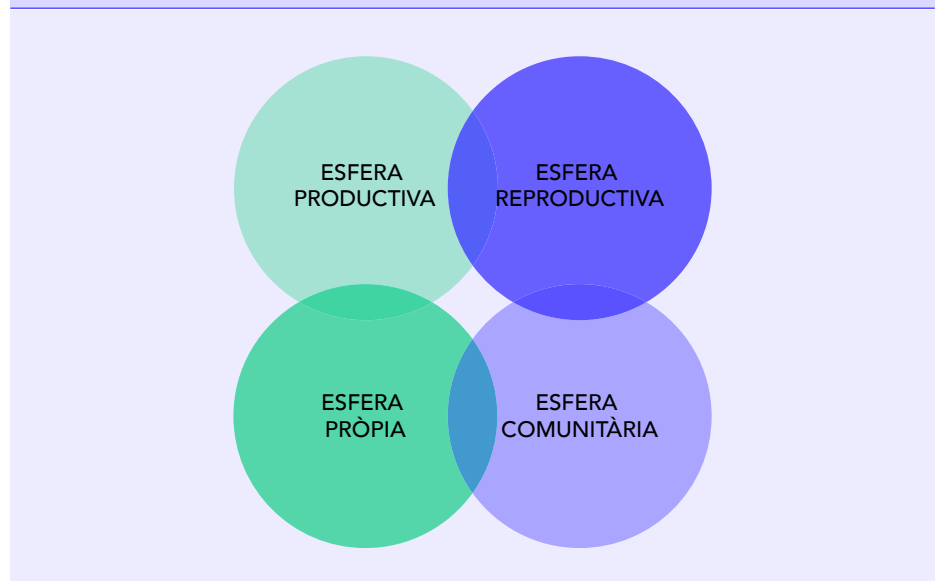 ESFERA
PRODUCTIVA
ESFERA
REPRODUCTIVA
ESFERA
PRÒPIA
ESFERA
COMUNITÀRIA